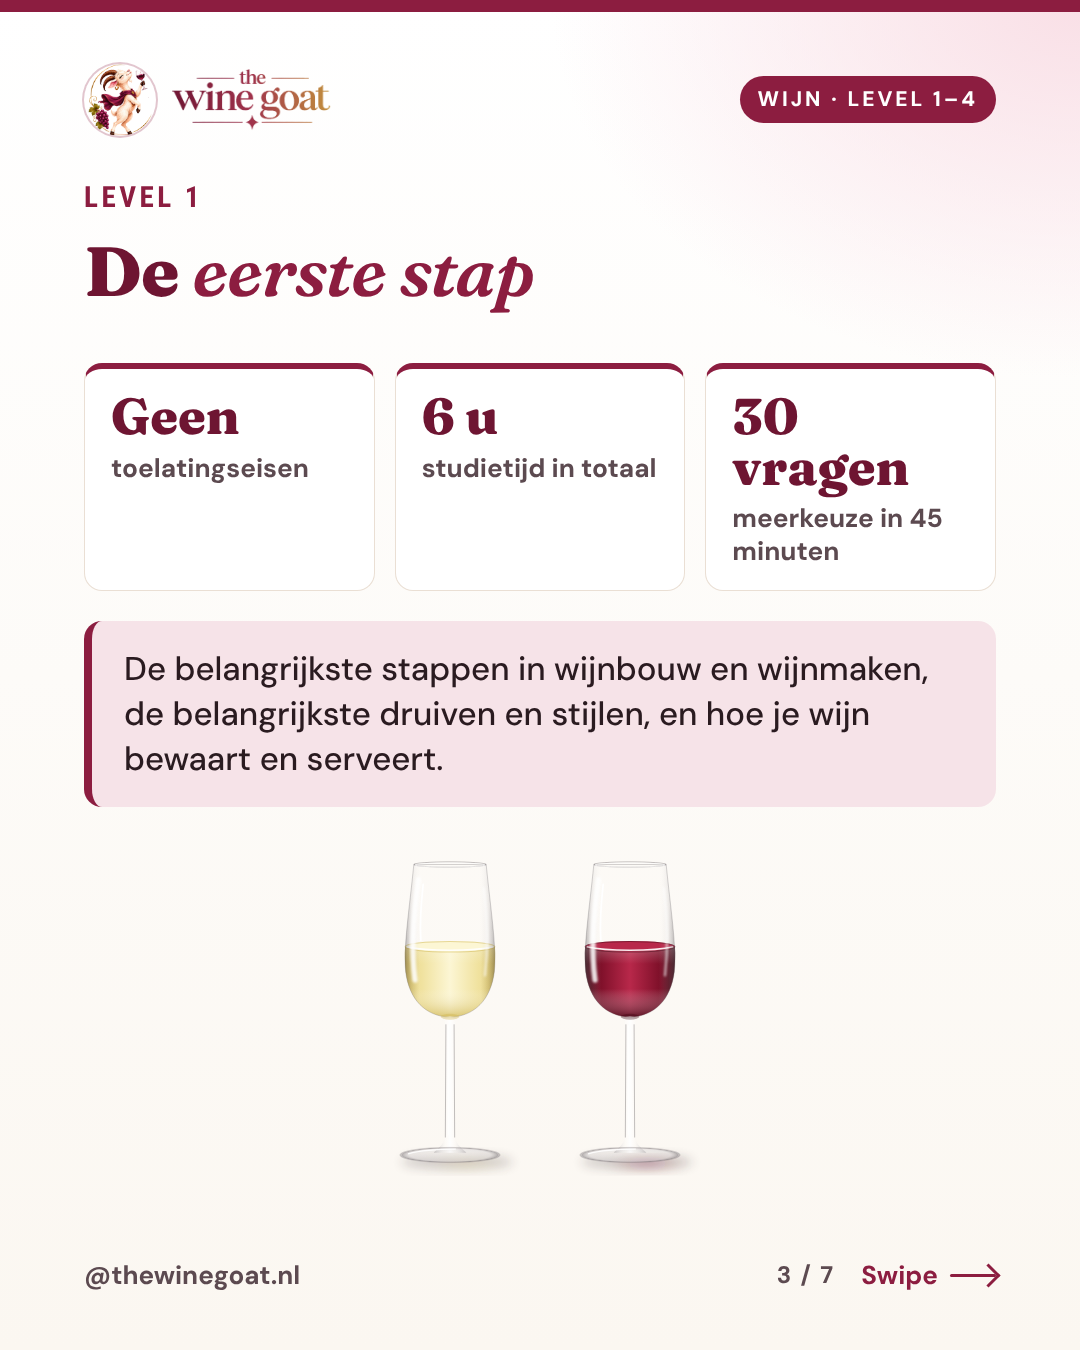 the
wine goat
WIJN · LEVEL 1–4
LEVEL 1
De eerste stap
Geen
toelatingseisen
6 u
studietijd in totaal
30
vragen
meerkeuze in 45
minuten
De belangrijkste stappen in wijnbouw en wijnmaken,
de belangrijkste druiven en stijlen, en hoe je wijn
bewaart en serveert.
@thewinegoat.nl
3 / 7
Swipe